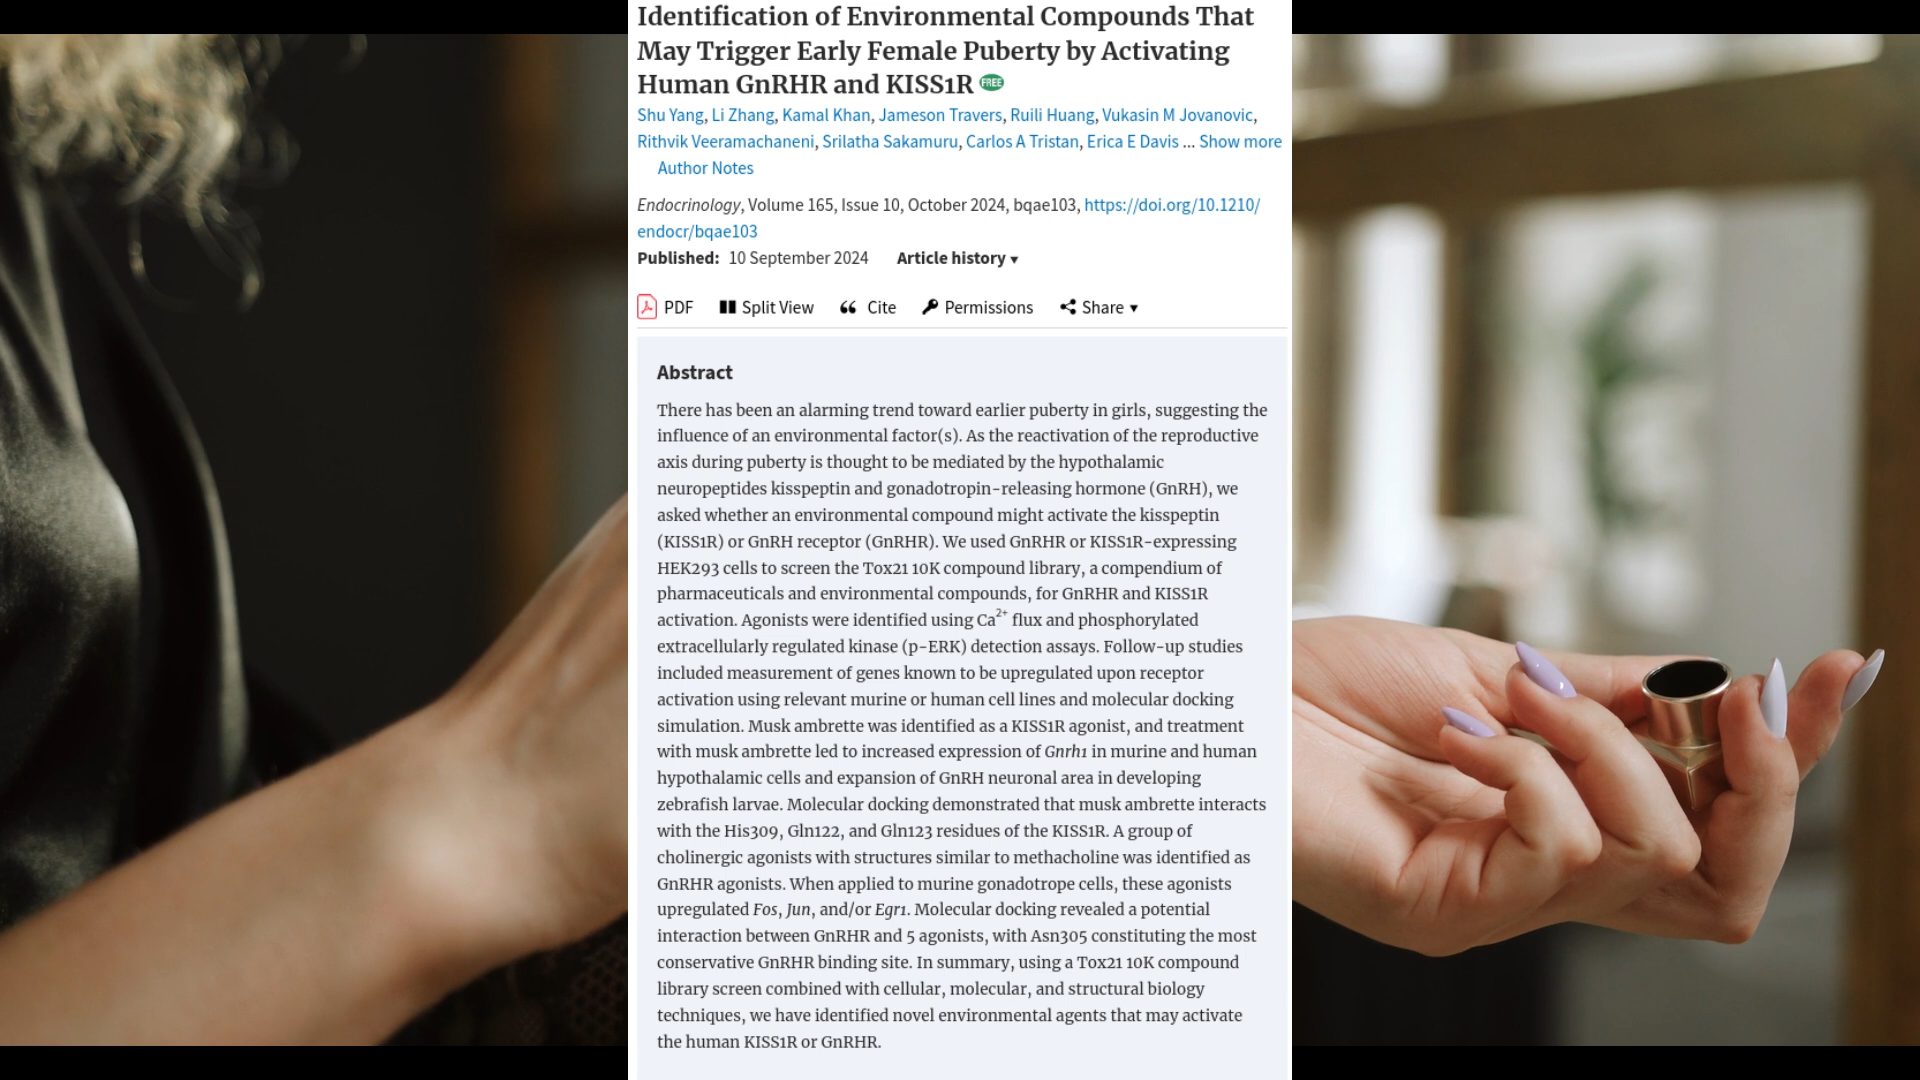 Identification of Environmental Compounds That
May Trigger Early Female Puberty by Activating
Human GnRHR and KISS1R FREE
Shu Yang, Li Zhang, Kamal Khan, Jameson Travers, Ruili Huang, Vukasin M Jovanovic,
Rithvik Veeramachaneni, Srilatha Sakamuru, Carlos A Tristan, Erica E Davis ... Show more
Author Notes
Endocrinology, Volume 165, Issue 10, October 2024, bqae103, https://doi.org/10.1210/
endocr/bqae103
Published: 10 September 2024 Article history ▾
PDF Split View Cite Permissions Share ▾
Abstract
There has been an alarming trend toward earlier puberty in girls, suggesting the
influence of an environmental factor(s). As the reactivation of the reproductive
axis during puberty is thought to be mediated by the hypothalamic
neuropeptides kisspeptin and gonadotropin-releasing hormone (GnRH), we
asked whether an environmental compound might activate the kisspeptin
(KISS1R) or GnRH receptor (GnRHR). We used GnRHR or KISS1R-expressing
HEK293 cells to screen the Tox21 10K compound library, a compendium of
pharmaceuticals and environmental compounds, for GnRHR and KISS1R
activation. Agonists were identified using Ca2+ flux and phosphorylated
extracellularly regulated kinase (p-ERK) detection assays. Follow-up studies
included measurement of genes known to be upregulated upon receptor
activation using relevant murine or human cell lines and molecular docking
simulation. Musk ambrette was identified as a KISS1R agonist, and treatment
with musk ambrette led to increased expression of Gnrh1 in murine and human
hypothalamic cells and expansion of GnRH neuronal area in developing
zebrafish larvae. Molecular docking demonstrated that musk ambrette interacts
with the His309, Gln122, and Gln123 residues of the KISS1R. A group of
cholinergic agonists with structures similar to methacholine was identified as
GnRHR agonists. When applied to murine gonadotrope cells, these agonists
upregulated Fos, Jun, and/or Egr1. Molecular docking revealed a potential
interaction between GnRHR and 5 agonists, with Asn305 constituting the most
conservative GnRHR binding site. In summary, using a Tox21 10K compound
library screen combined with cellular, molecular, and structural biology
techniques, we have identified novel environmental agents that may activate
the human KISS1R or GnRHR.